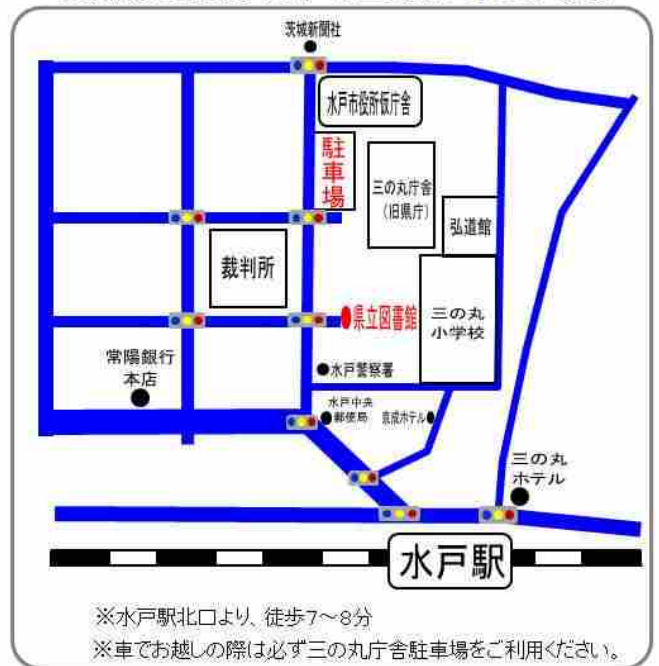 茨城新聞社
水戸市役所仮庁舎
駐車場
三の丸庁舎
（旧県庁）
弘道館
裁判所
県立図書館
三の丸
小学校
水戸警察署
常陽銀行
本店
水戸中央
郵便局
京成ホテル
三の丸
ホテル
水戸駅
※水戸駅北口より、徒歩7～8分
※車でお越しの際は必ず三の丸庁舎駐車場をご利用ください。